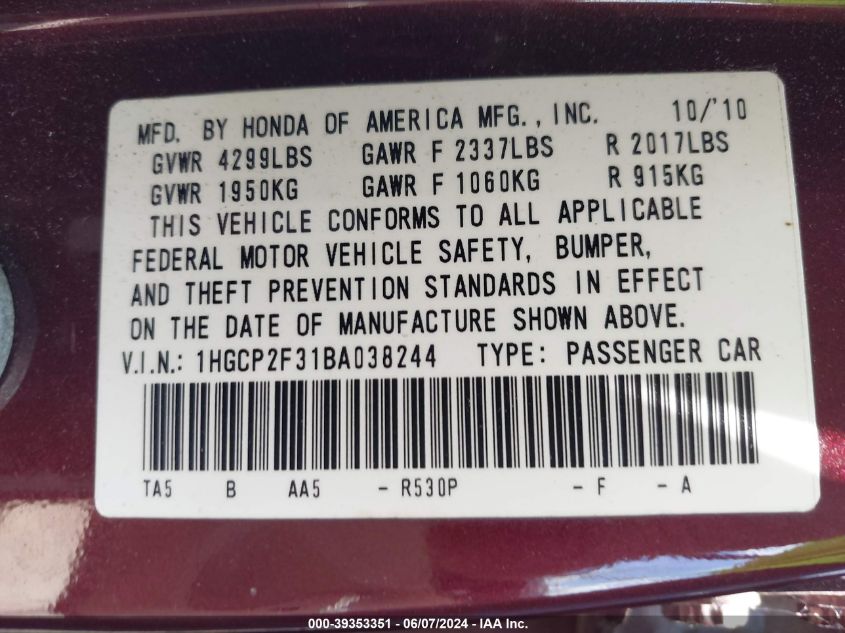 MFD. BY HONDA OF AMERICA MFG., INC. 10/'10
GVWR 4299LBS GAWR F 2337LBS R 2017LBS
GVWR 1950KG GAWR F 1060KG R 915KG
THIS VEHICLE CONFORMS TO ALL APPLICABLE
FEDERAL MOTOR VEHICLE SAFETY, BUMPER,
AND THEFT PREVENTION STANDARDS IN EFFECT
ON THE DATE OF MANUFACTURE SHOWN ABOVE.
V.I.N.: 1HGCP2F31BA038244 TYPE: PASSENGER CAR
TA5 B AA5 - R530P - F - A
000-39353351 | 06/07/2024 - IAA Inc.